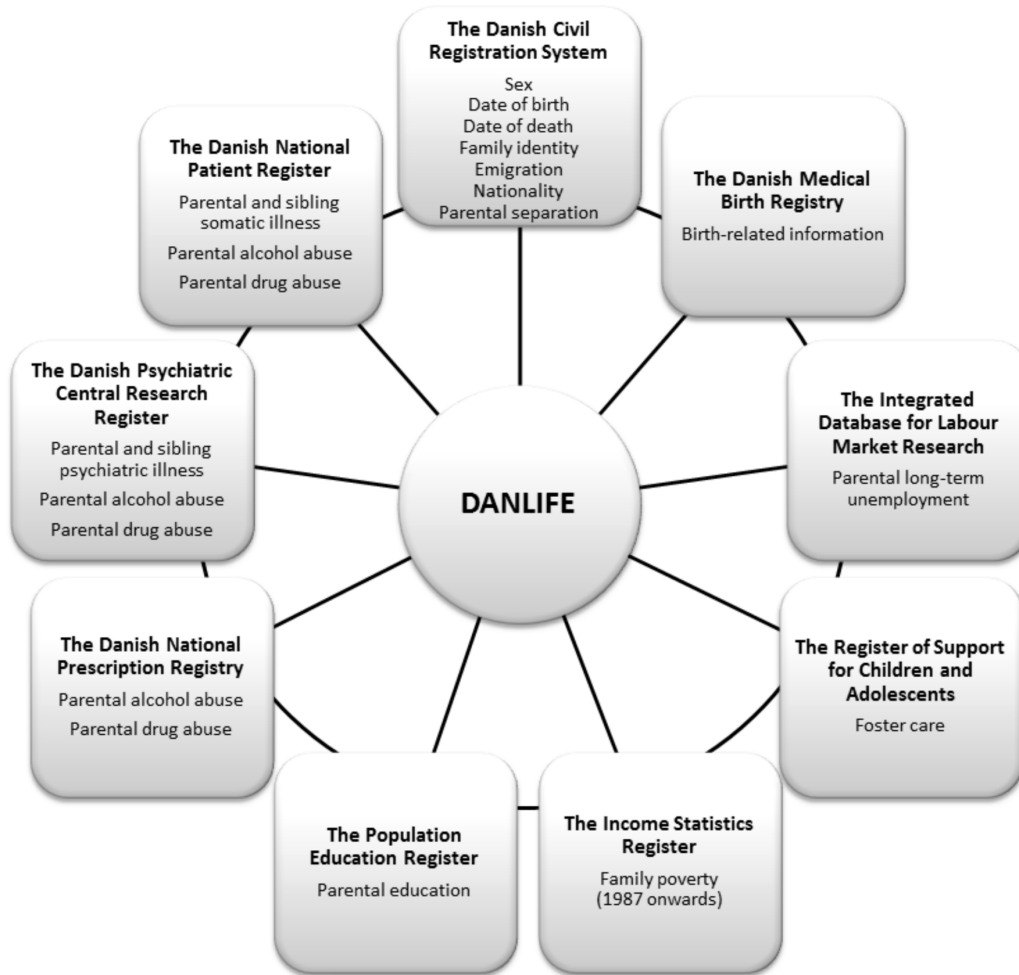 The Danish Civil
Registration System
Sex
Date of birth
Date of death
Family identity
Emigration
Nationality
Parental separation
The Danish Medical
Birth Registry
Birth-related information
The Integrated
Database for Labour
Market Research
Parental long-term
unemployment
The Register of Support
for Children and
Adolescents
Foster care
The Income Statistics
Register
Family poverty
(1987 onwards)
The Population
Education Register
Parental education
The Danish National
Prescription Registry
Parental alcohol abuse
Parental drug abuse
The Danish Psychiatric
Central Research
Register
Parental and sibling
psychiatric illness
Parental alcohol abuse
Parental drug abuse
The Danish National
Patient Register
Parental and sibling
somatic illness
Parental alcohol abuse
Parental drug abuse
DANLIFE